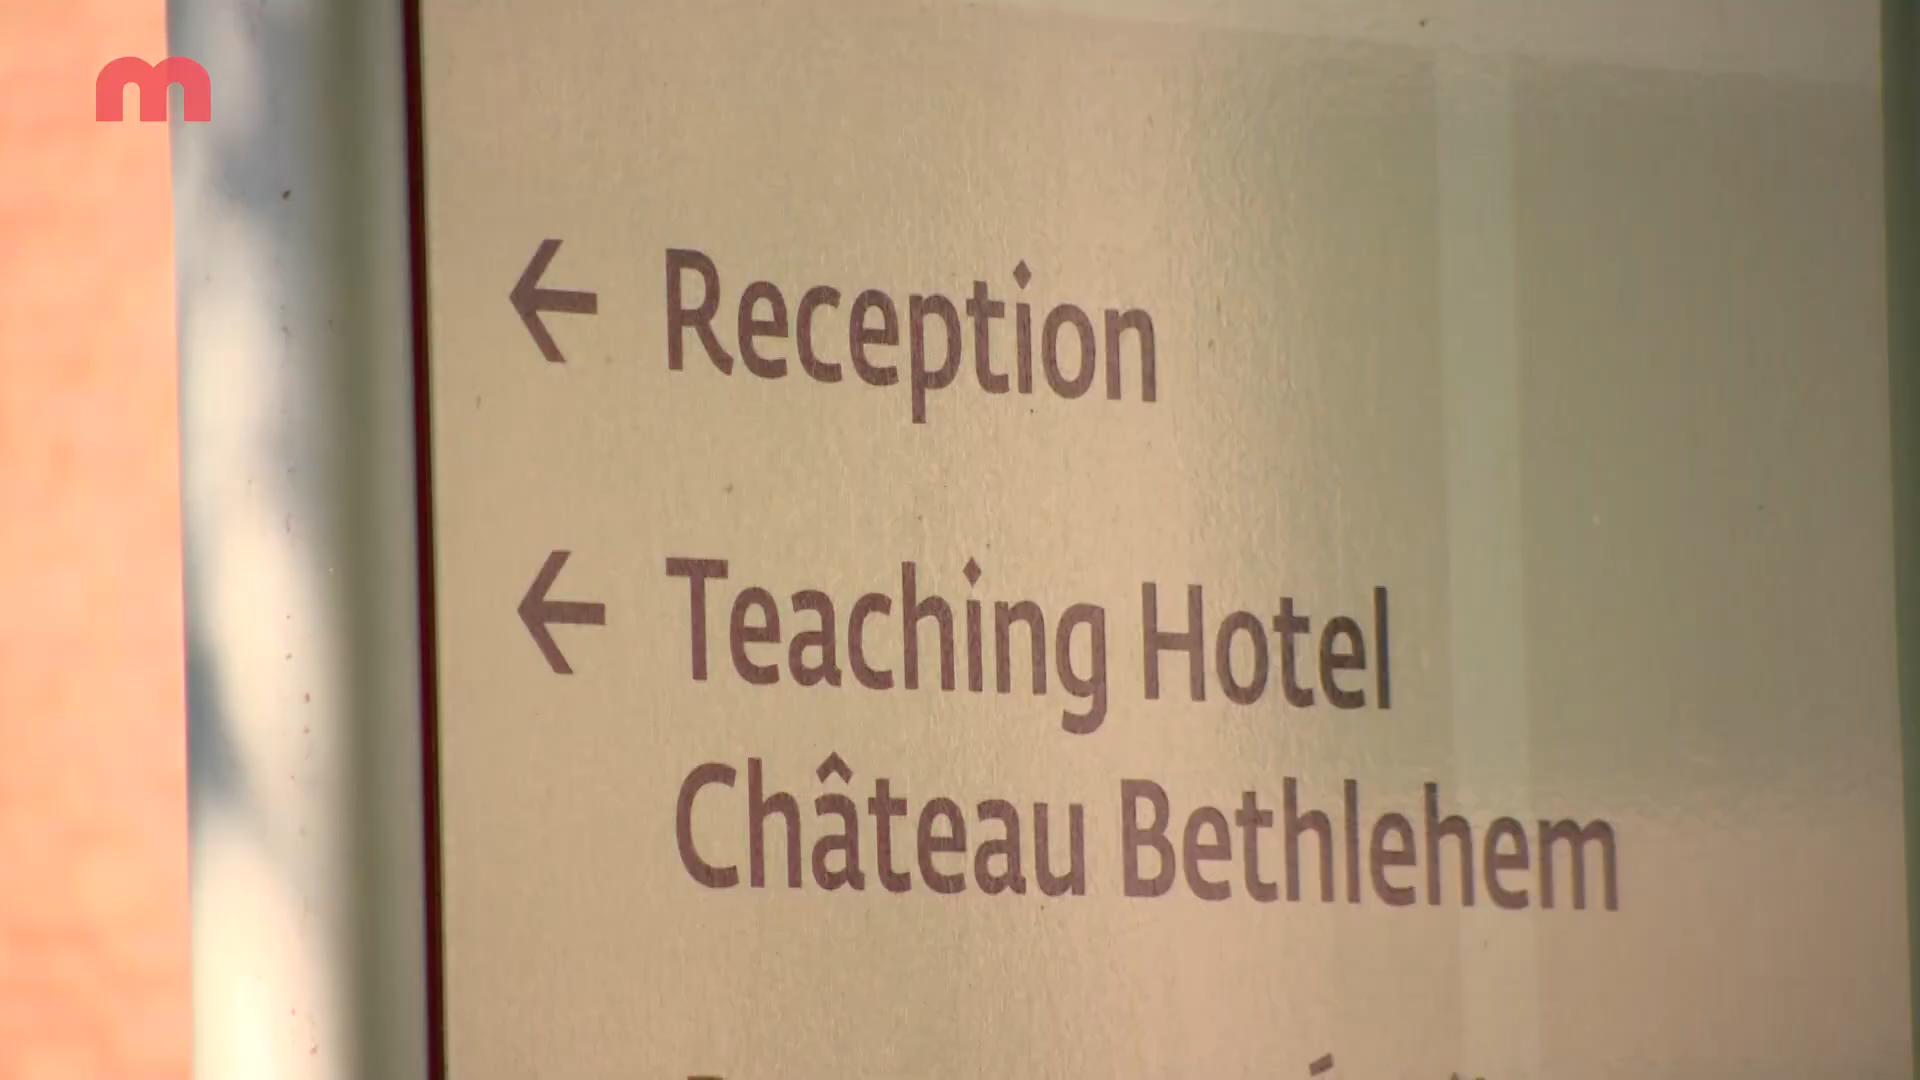 m
← Reception
← Teaching Hotel
Château Bethlehem